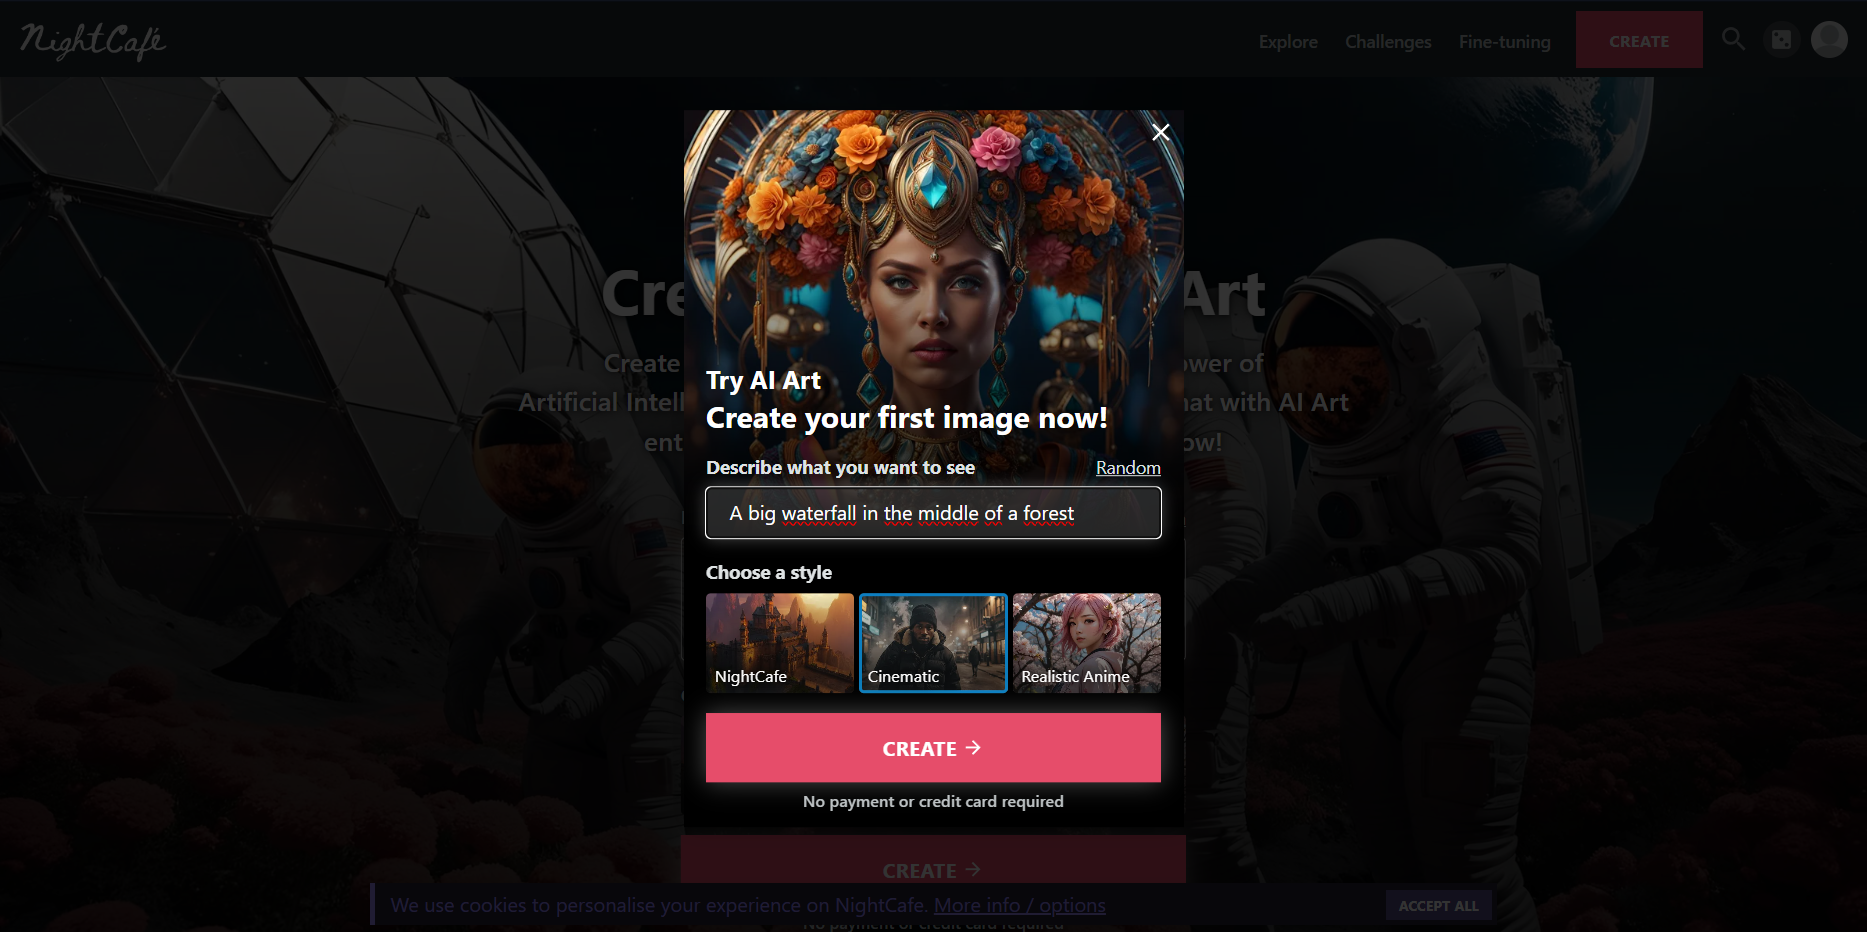 NightCafé
Explore
Challenges
Fine-tuning
CREATE
Cre
Art
Create
ower of
Artificial Intell
hat with AI Art
ent
ow!
Try AI Art
Create your first image now!
Describe what you want to see
Random
A big waterfall in the middle of a forest
Choose a style
NightCafe
Cinematic
Realistic Anime
CREATE →
No payment or credit card required
CREATE →
We use cookies to personalise your experience on NightCafe. More info / options
ACCEPT ALL
No payment or credit card required